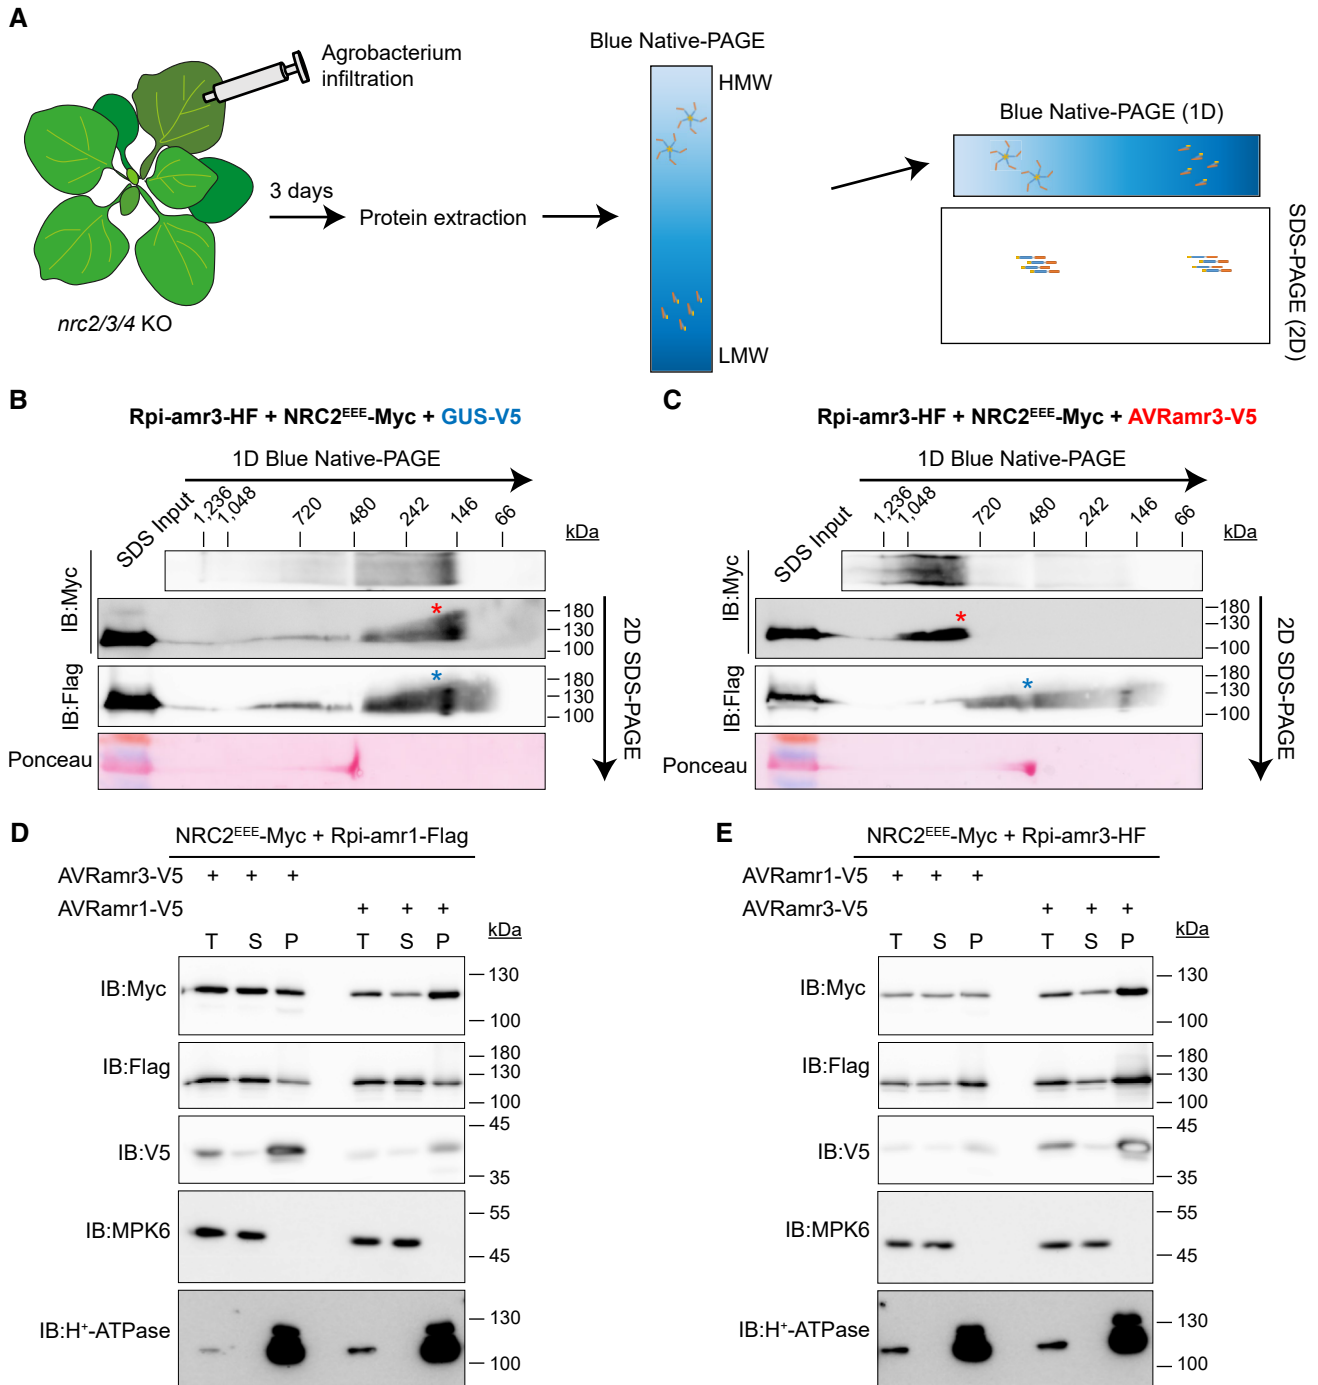 A
Agrobacterium
infiltration
3 days
Protein extraction
nrc2/3/4 KO
Blue Native-PAGE
HMW
LMW
Blue Native-PAGE (1D)
SDS-PAGE (2D)
B
Rpi-amr3-HF + NRC2EEE-Myc + GUS-V5
1D Blue Native-PAGE
SDS Input
1,236
1,048
720
480
242
146
66
kDa
IB:Myc
*
180
130
100
IB:Flag
*
180
130
100
Ponceau
2D SDS-PAGE
C
Rpi-amr3-HF + NRC2EEE-Myc + AVRamr3-V5
1D Blue Native-PAGE
SDS Input
1,236
1,048
720
480
242
146
66
kDa
IB:Myc
*
180
130
100
IB:Flag
*
180
130
100
Ponceau
2D SDS-PAGE
D
NRC2EEE-Myc + Rpi-amr1-Flag
AVRamr3-V5 + + +
AVRamr1-V5 + + +
T S P T S P
kDa
IB:Myc
130
100
IB:Flag
180
130
100
IB:V5
45
35
IB:MPK6
55
45
IB:H+-ATPase
130
100
E
NRC2EEE-Myc + Rpi-amr3-HF
AVRamr1-V5 + + +
AVRamr3-V5 + + +
T S P T S P
kDa
IB:Myc
130
100
IB:Flag
180
130
100
IB:V5
45
35
IB:MPK6
55
45
IB:H+-ATPase
130
100